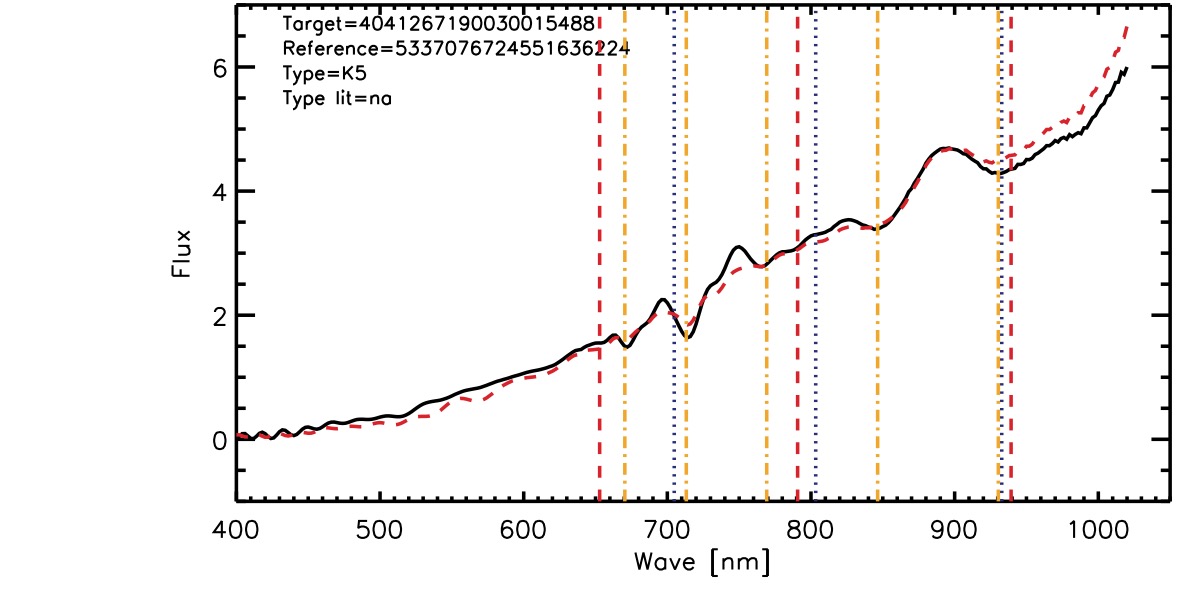 Target=4041267190030015488
Reference=5337076724551636224
Type=K5
Type lit=na
6
4
2
0
Flux
400 500 600 700 800 900 1000
Wave [nm]